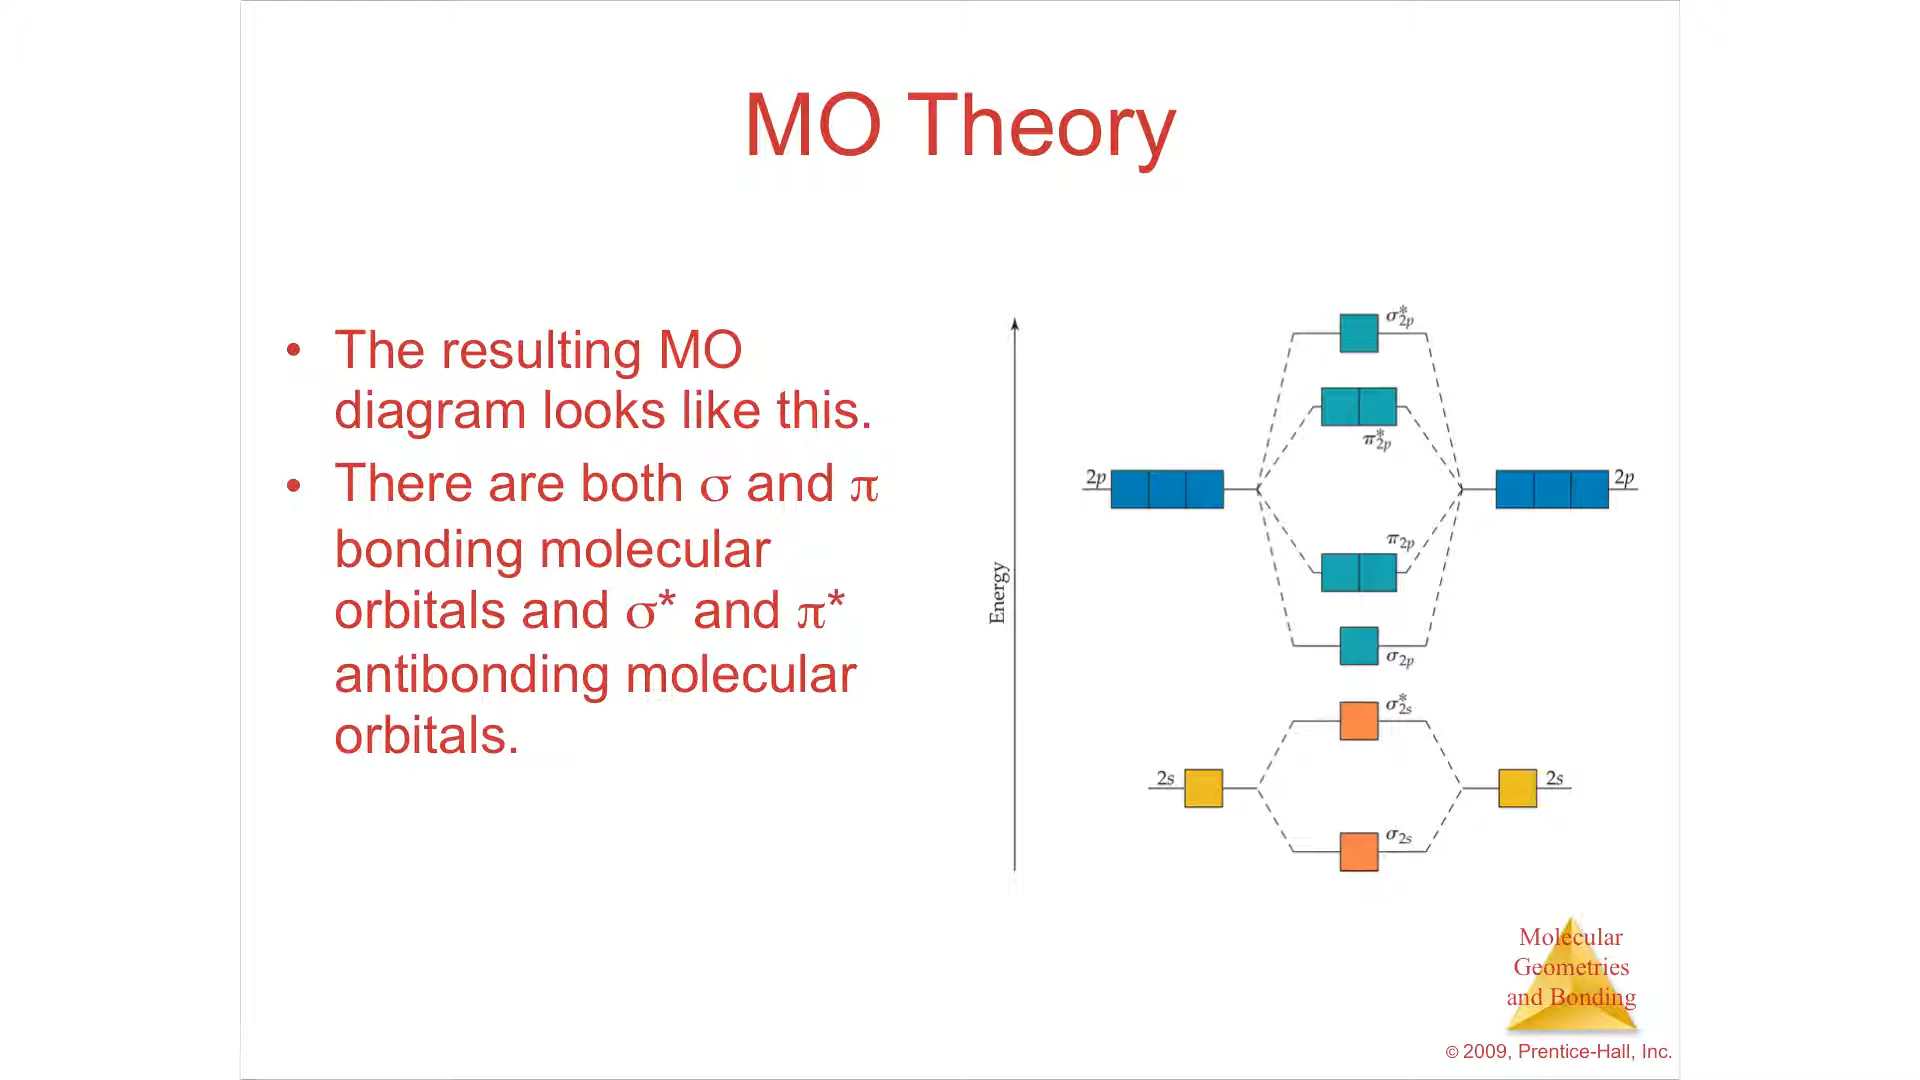 MO Theory
• The resulting MO
diagram looks like this.
• There are both σ and π
bonding molecular
orbitals and σ* and π*
antibonding molecular
orbitals.
Energy
σ*2p
π*2p
2p
2p
π2p
σ2p
σ*2s
2s
2s
σ2s
Molecular
Geometries
and Bonding
© 2009, Prentice-Hall, Inc.